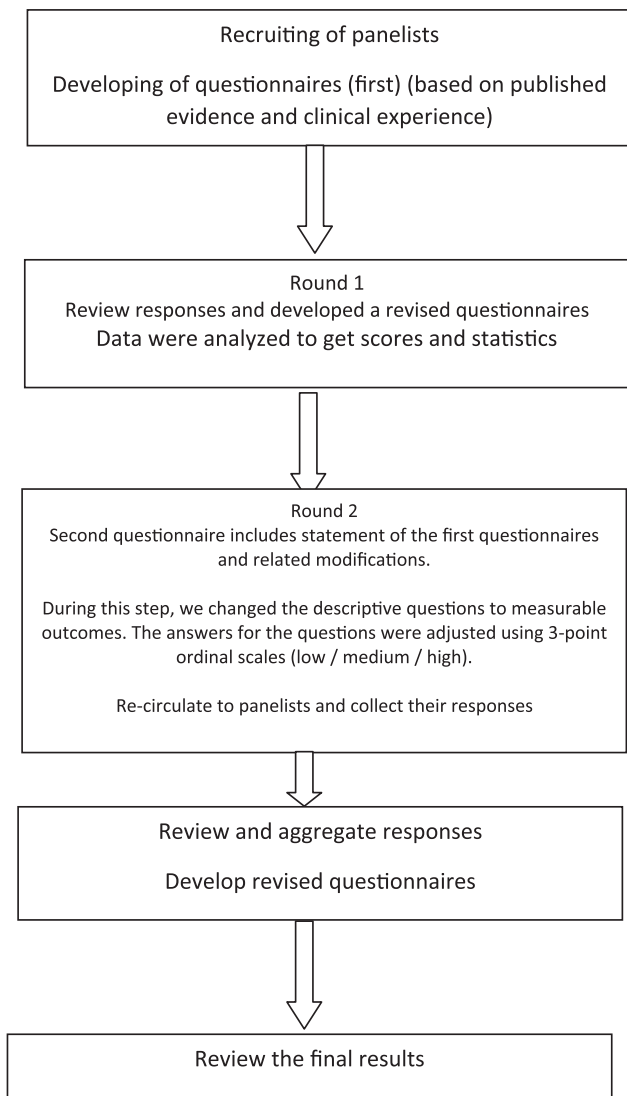 Recruiting of panelists
Developing of questionnaires (first) (based on published
evidence and clinical experience)
Round 1
Review responses and developed a revised questionnaires
Data were analyzed to get scores and statistics
Round 2
Second questionnaire includes statement of the first questionnaires
and related modifications.
During this step, we changed the descriptive questions to measurable
outcomes. The answers for the questions were adjusted using 3-point
ordinal scales (low / medium / high).
Re-circulate to panelists and collect their responses
Review and aggregate responses
Develop revised questionnaires
Review the final results